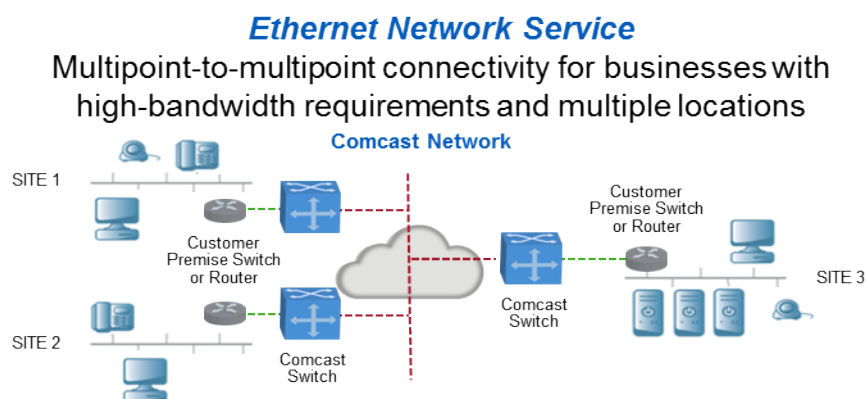 Ethernet Network Service
Multipoint-to-multipoint connectivity for businesses with
high-bandwidth requirements and multiple locations
Comcast Network
SITE 1
Customer
Premise Switch
or Router
Customer
Premise Switch
or Router
SITE 3
Comcast
Switch
SITE 2
Comcast
Switch